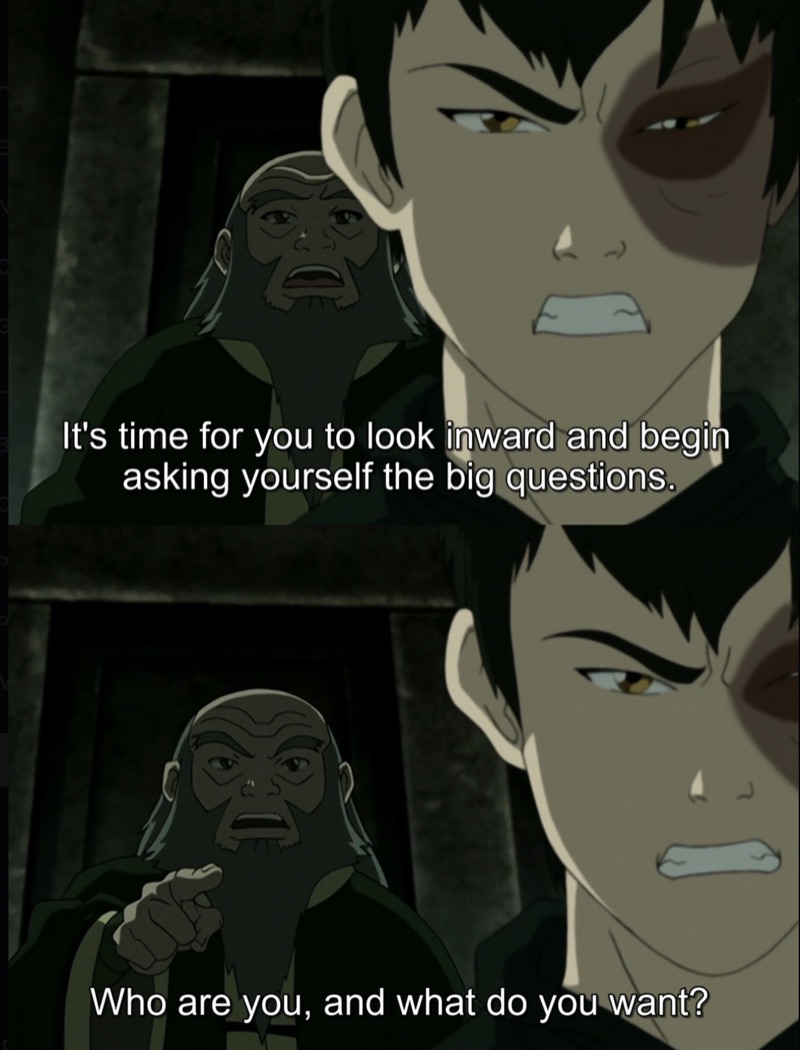 It's time for you to look inward and begin
asking yourself the big questions.
Who are you, and what do you want?